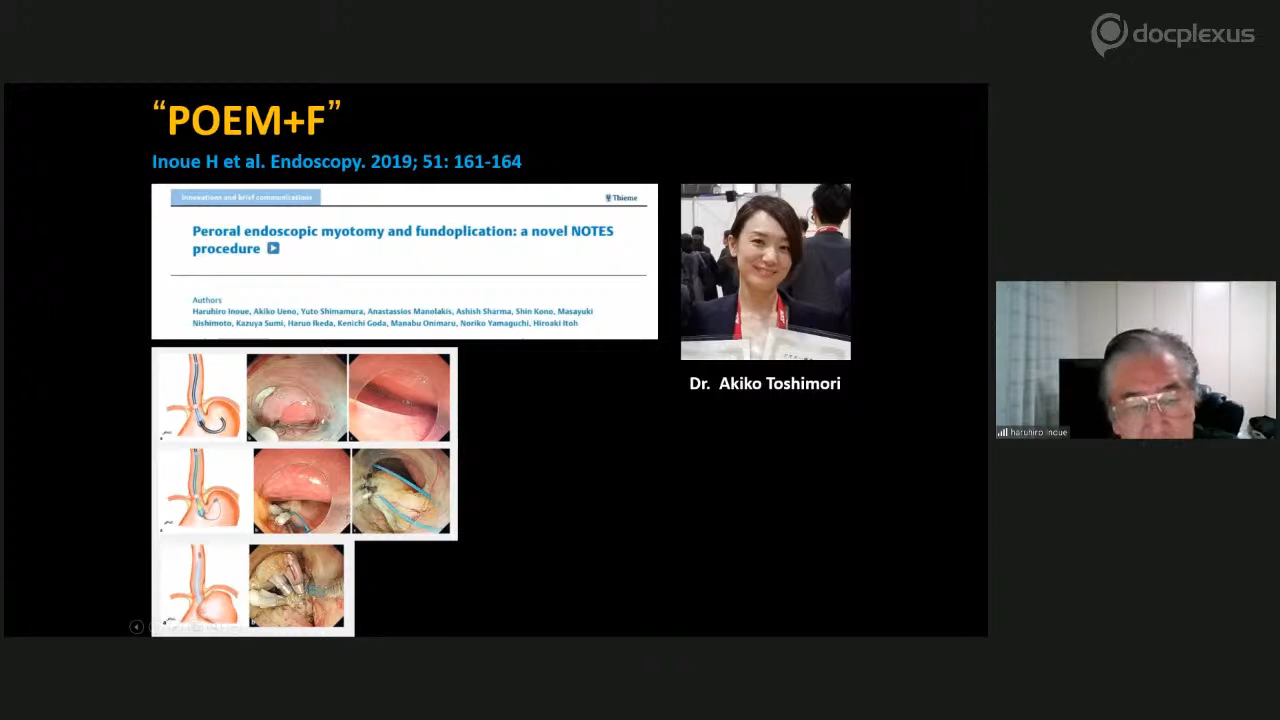 docplexus
“POEM+F”
Inoue H et al. Endoscopy. 2019; 51: 161-164
Innovations and brief communications
Thieme
Peroral endoscopic myotomy and fundoplication: a novel NOTES
procedure
Authors
Haruhiro Inoue, Akiko Ueno, Yuto Shimamura, Anastassios Manolakis, Ashish Sharma, Shin Kono, Masayuki
Nishimoto, Kazuya Sumi, Haruo Ikeda, Kenichi Goda, Manabu Onimaru, Noriko Yamaguchi, Hiroaki Itoh
Dr. Akiko Toshimori
haruhiro inoue